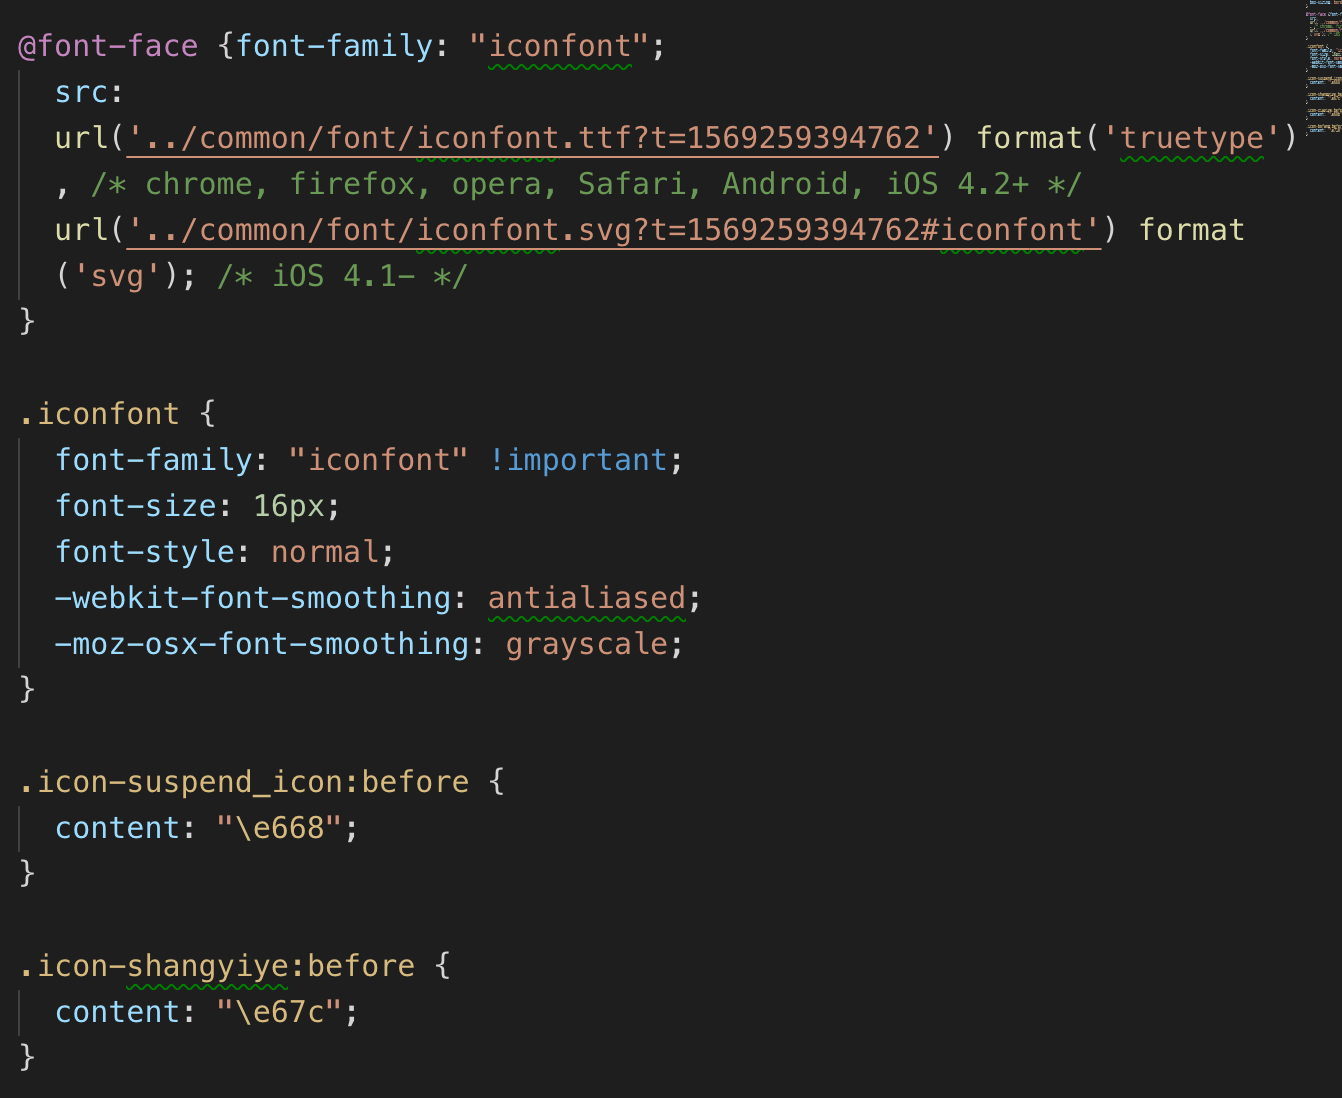 @font-face {font-family: "iconfont";
src:
url('../common/font/iconfont.ttf?t=1569259394762') format('truetype')
, /* chrome, firefox, opera, Safari, Android, iOS 4.2+ */
url('../common/font/iconfont.svg?t=1569259394762#iconfont') format
('svg'); /* iOS 4.1- */
}
.iconfont {
font-family: "iconfont" !important;
font-size: 16px;
font-style: normal;
-webkit-font-smoothing: antialiased;
-moz-osx-font-smoothing: grayscale;
}
.icon-suspend_icon:before {
content: "\e668";
}
.icon-shangyiye:before {
content: "\e67c";
}